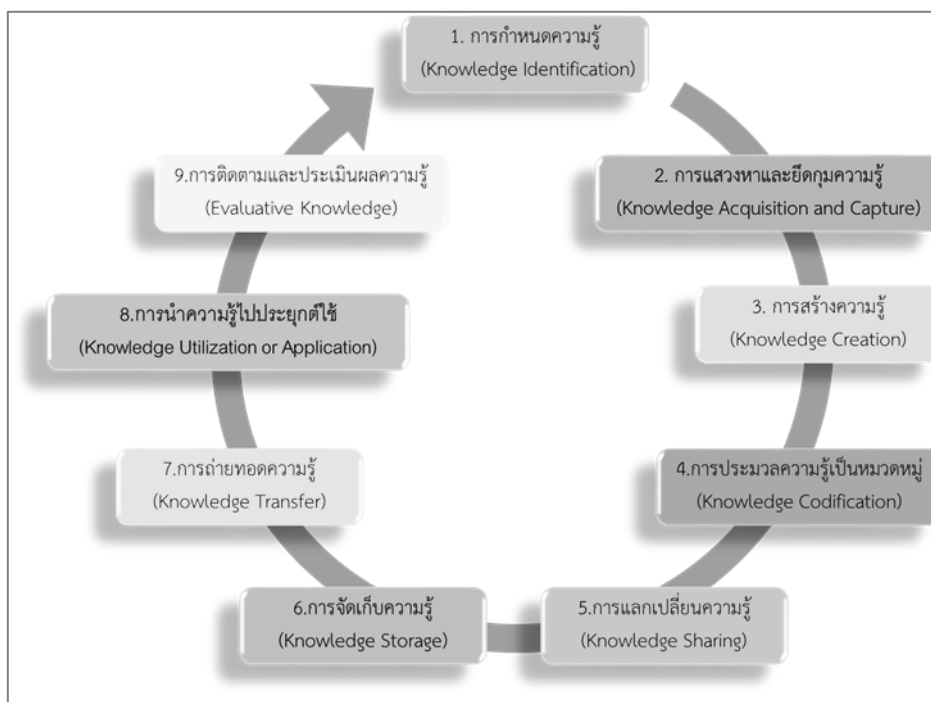 1. การกำหนดความรู้
(Knowledge Identification)
2. การแสวงหาและยึดกุมความรู้
(Knowledge Acquisition and Capture)
3. การสร้างความรู้
(Knowledge Creation)
4.การประมวลความรู้เป็นหมวดหมู่
(Knowledge Codification)
5.การแลกเปลี่ยนความรู้
(Knowledge Sharing)
6.การจัดเก็บความรู้
(Knowledge Storage)
7.การถ่ายทอดความรู้
(Knowledge Transfer)
8.การนำความรู้ไปประยุกต์ใช้
(Knowledge Utilization or Application)
9.การติดตามและประเมินผลความรู้
(Evaluative Knowledge)